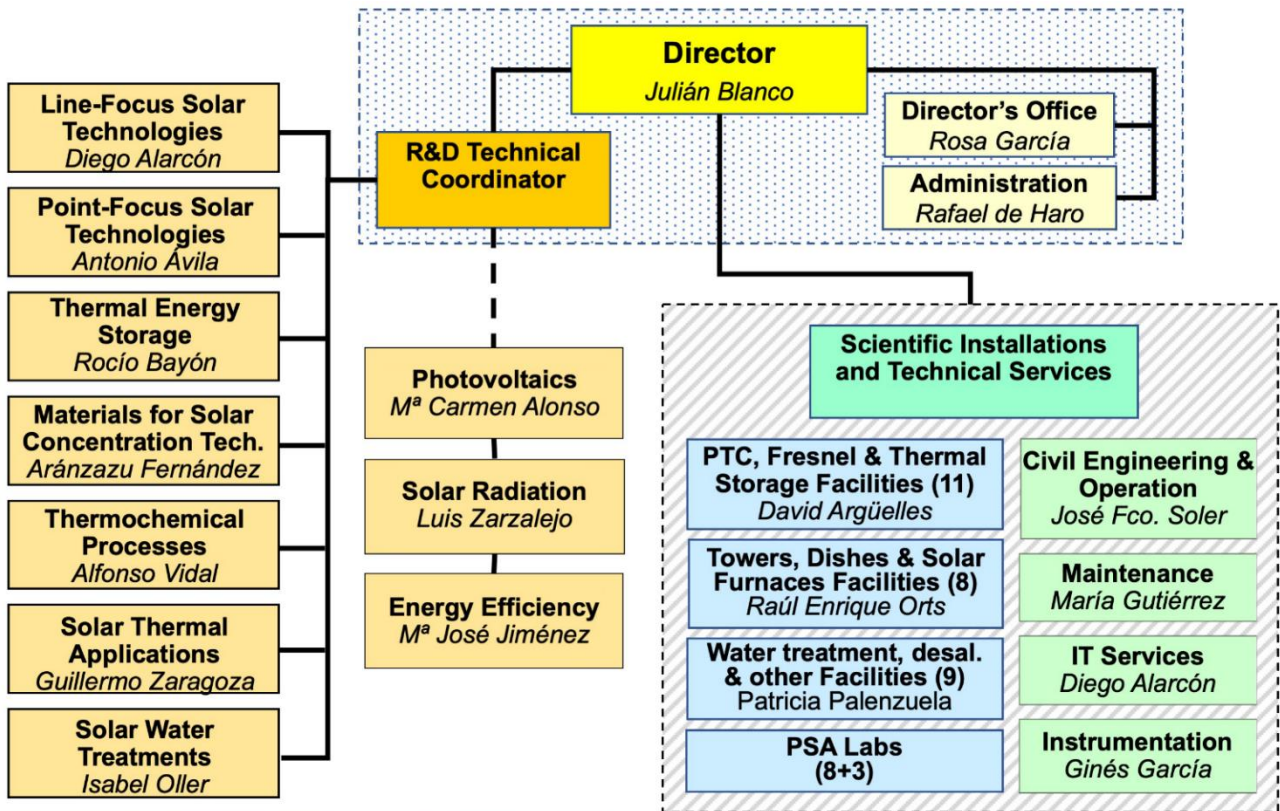 Director
Julián Blanco
Director's Office
Rosa García
Administration
Rafael de Haro
R&D Technical
Coordinator
Line-Focus Solar
Technologies
Diego Alarcón
Point-Focus Solar
Technologies
Antonio Ávila
Thermal Energy
Storage
Rocío Bayón
Materials for Solar
Concentration Tech.
Aránzazu Fernández
Thermochemical
Processes
Alfonso Vidal
Solar Thermal
Applications
Guillermo Zaragoza
Solar Water
Treatments
Isabel Oller
Photovoltaics
Mª Carmen Alonso
Solar Radiation
Luis Zarzalejo
Energy Efficiency
Mª José Jiménez
Scientific Installations
and Technical Services
PTC, Fresnel & Thermal
Storage Facilities (11)
David Argüelles
Towers, Dishes & Solar
Furnaces Facilities (8)
Raúl Enrique Orts
Water treatment, desal.
& other Facilities (9)
Patricia Palenzuela
PSA Labs
(8+3)
Civil Engineering &
Operation
José Fco. Soler
Maintenance
María Gutiérrez
IT Services
Diego Alarcón
Instrumentation
Ginés García